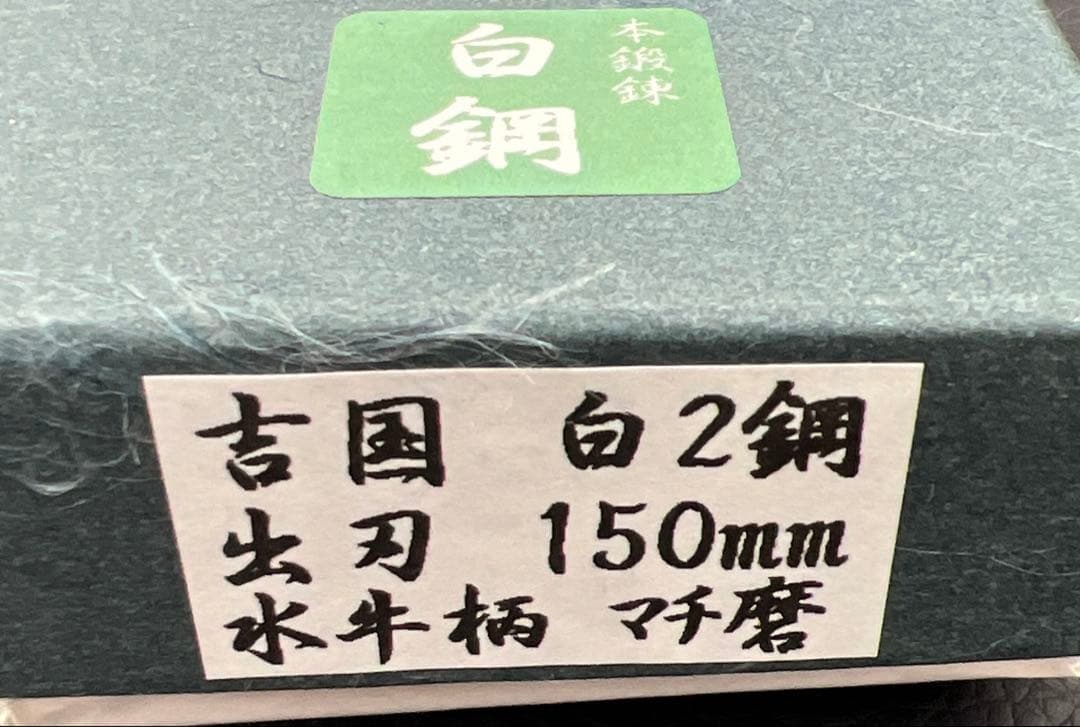 本鍛錬
白鋼
吉国 白2鋼
出刃 150mm
水牛柄 マチ磨